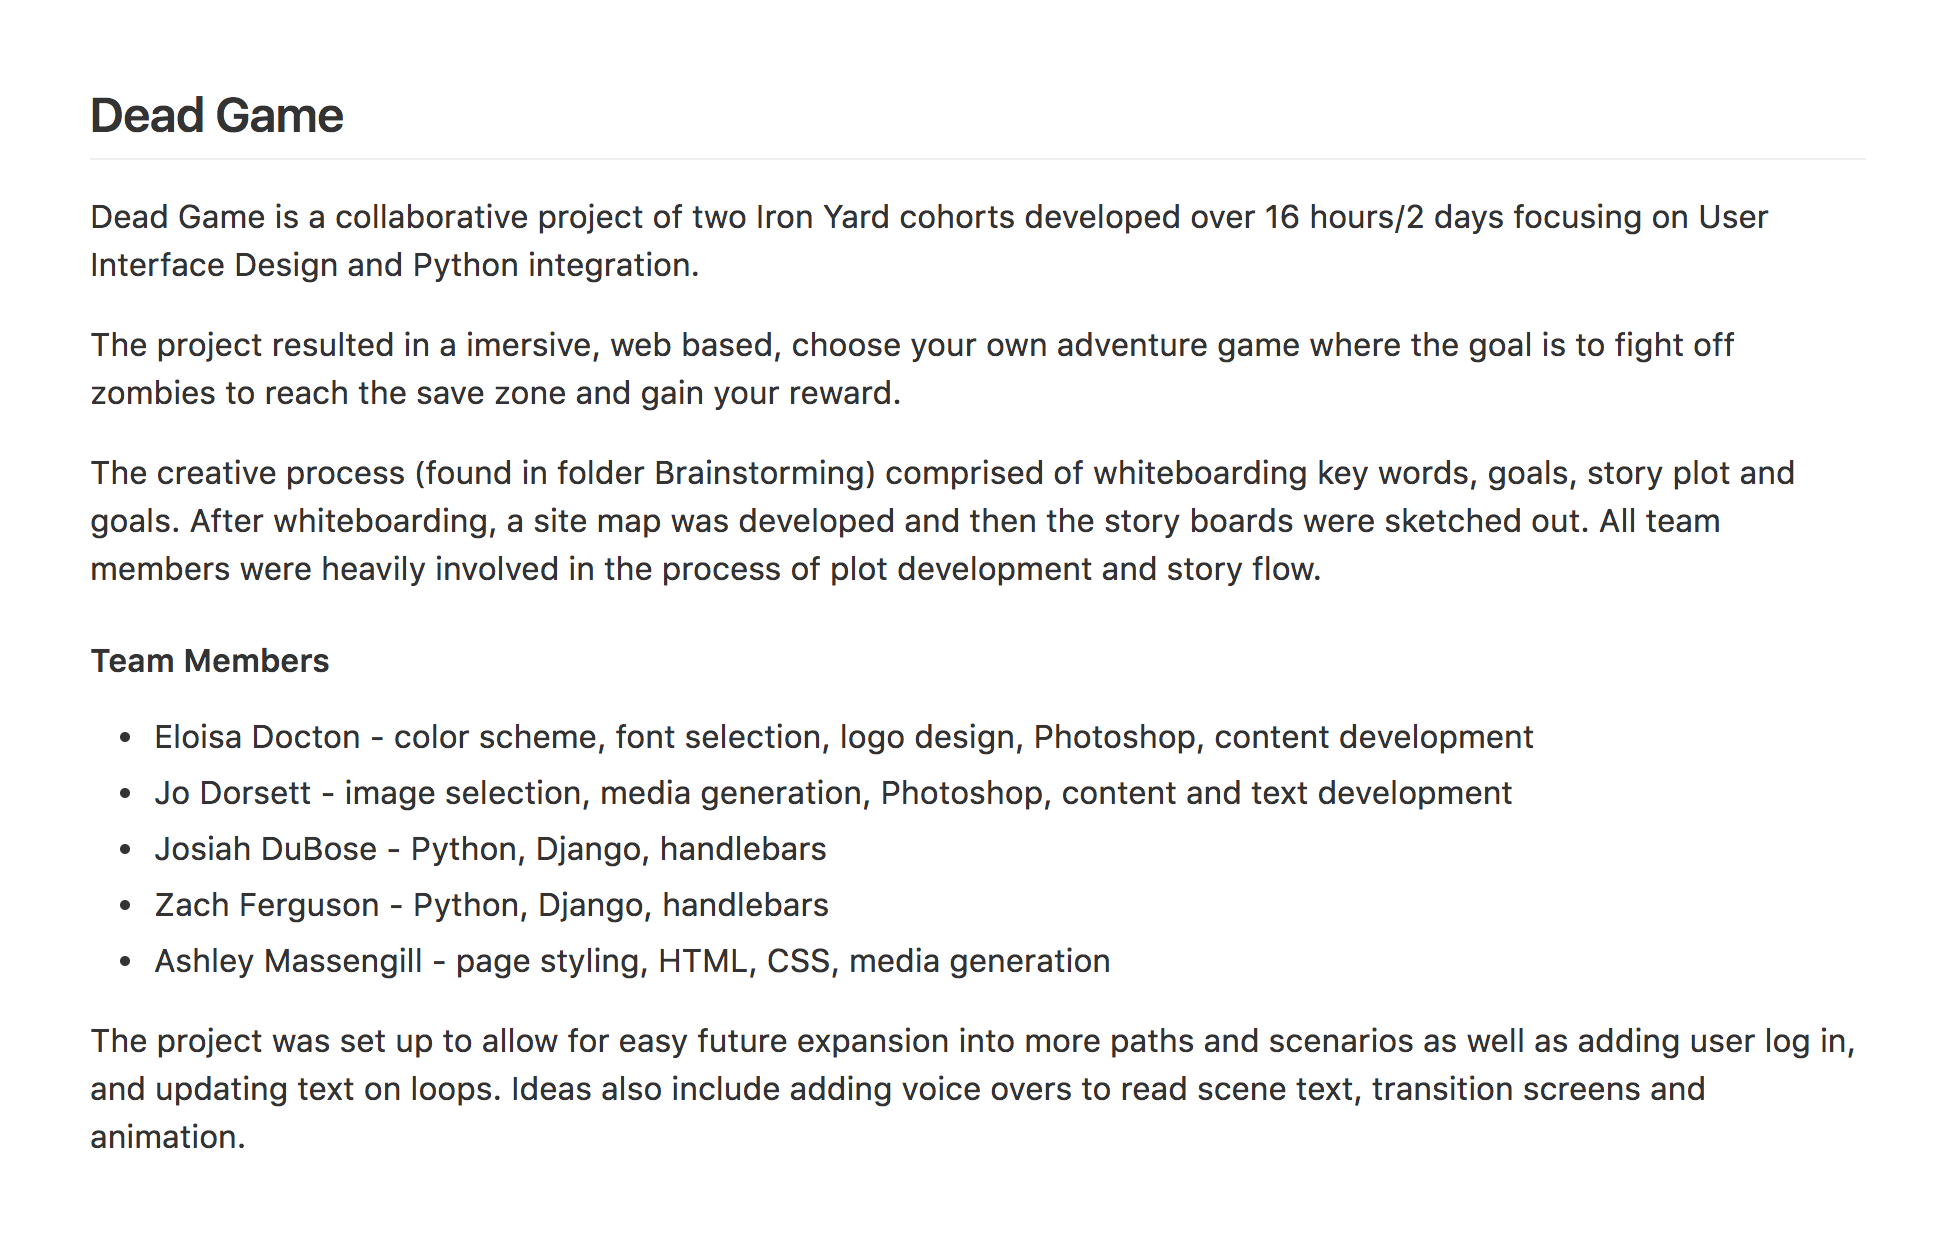 Dead Game
Dead Game is a collaborative project of two Iron Yard cohorts developed over 16 hours/2 days focusing on User
Interface Design and Python integration.
The project resulted in a imersive, web based, choose your own adventure game where the goal is to fight off
zombies to reach the save zone and gain your reward.
The creative process (found in folder Brainstorming) comprised of whiteboarding key words, goals, story plot and
goals. After whiteboarding, a site map was developed and then the story boards were sketched out. All team
members were heavily involved in the process of plot development and story flow.
Team Members
• Eloisa Docton - color scheme, font selection, logo design, Photoshop, content development
• Jo Dorsett - image selection, media generation, Photoshop, content and text development
• Josiah DuBose - Python, Django, handlebars
• Zach Ferguson - Python, Django, handlebars
• Ashley Massengill - page styling, HTML, CSS, media generation
The project was set up to allow for easy future expansion into more paths and scenarios as well as adding user log in,
and updating text on loops. Ideas also include adding voice overs to read scene text, transition screens and
animation.